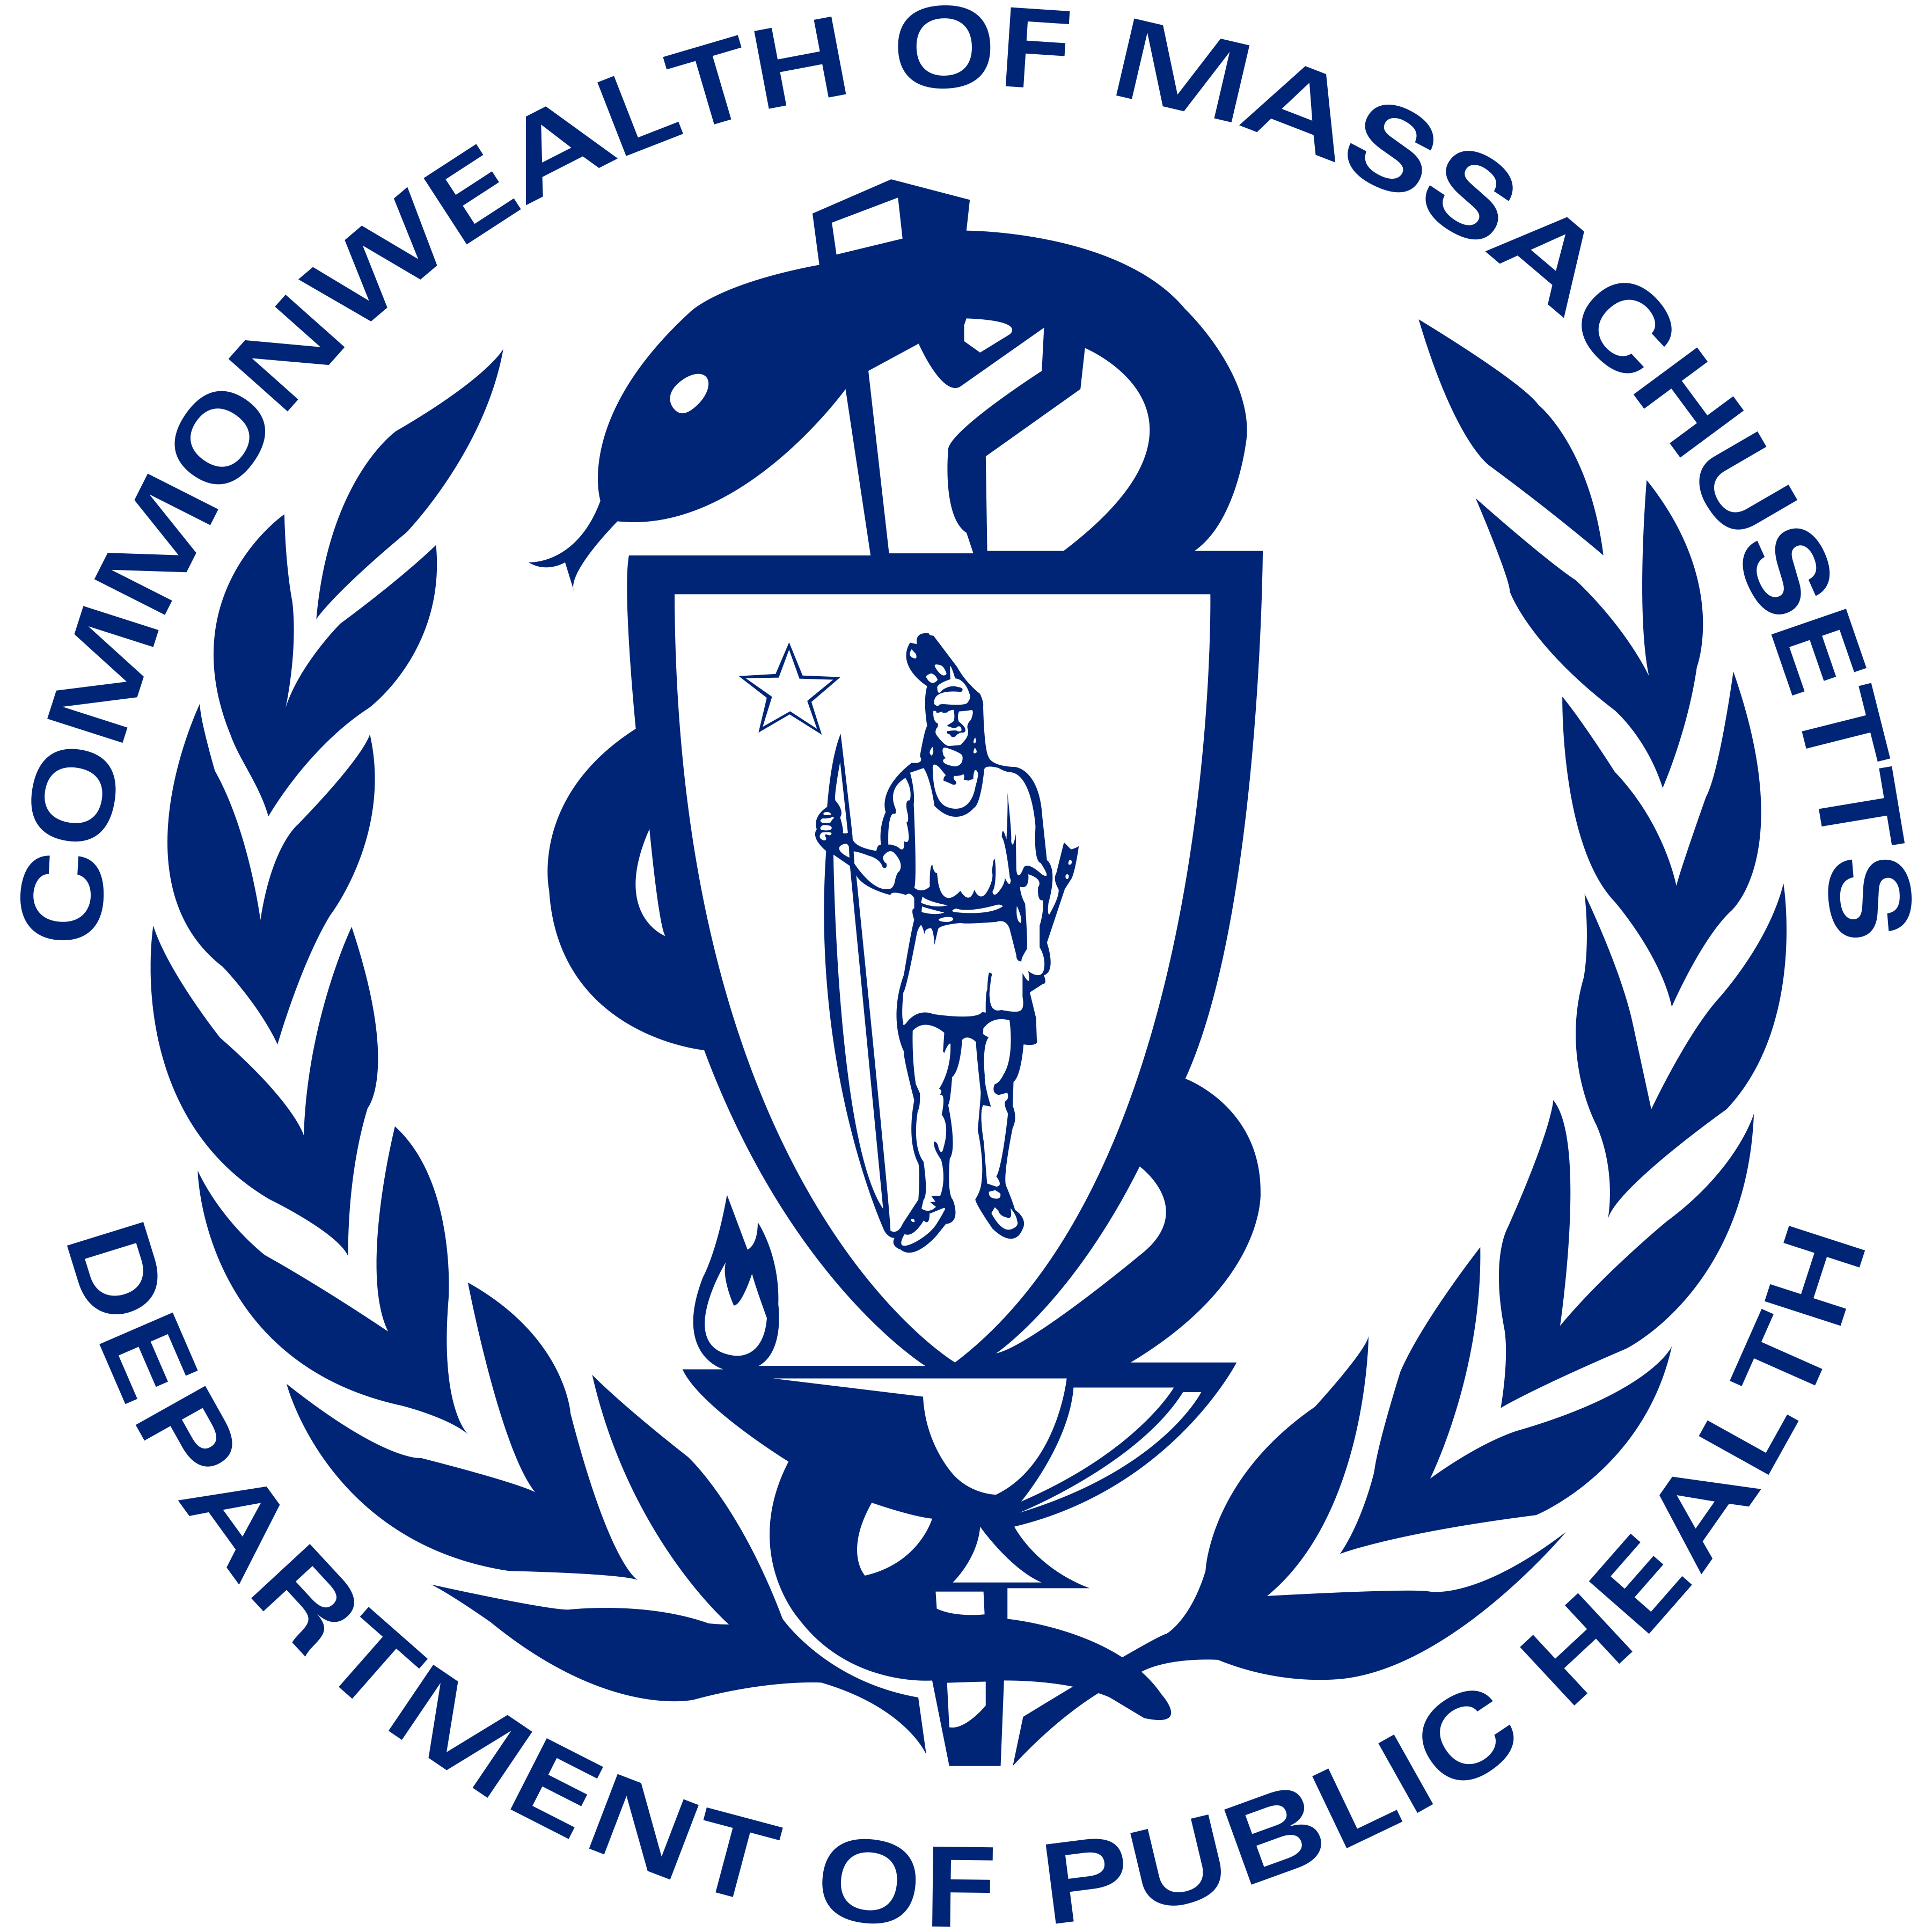 COMMONWEALTH OF MASSACHUSETTS
DEPARTMENT OF PUBLIC HEALTH